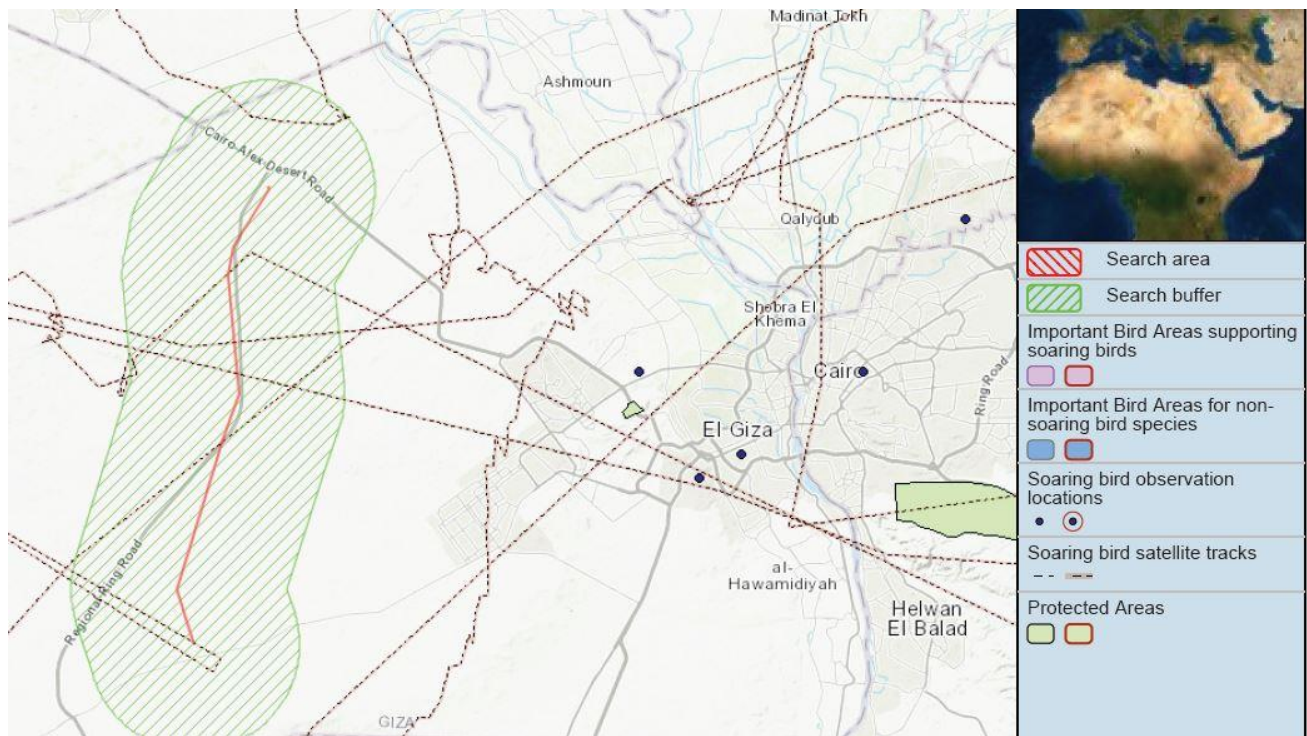 Madinat Tokh
Ashmoun
Cairo-Alex-Desert Road
Qalyoub
Shobra El
Khema
Cairo
Ring Road
El Giza
al-
Hawamidiyah
Helwan
El Balad
Regional Ring Road
GIZA
Search area
Search buffer
Important Bird Areas supporting
soaring birds
Important Bird Areas for non-
soaring bird species
Soaring bird observation
locations
Soaring bird satellite tracks
Protected Areas